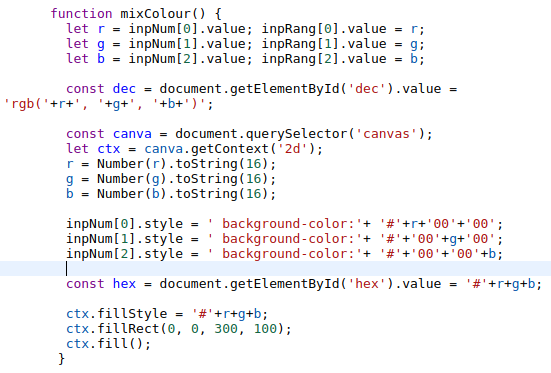 function mixColour() {
let r = inpNum[0].value; inpRang[0].value = r;
let g = inpNum[1].value; inpRang[1].value = g;
let b = inpNum[2].value; inpRang[2].value = b;
const dec = document.getElementById('dec').value =
'rgb('+r+', '+g+', '+b+')';
const canva = document.querySelector('canvas');
let ctx = canva.getContext('2d');
r = Number(r).toString(16);
g = Number(g).toString(16);
b = Number(b).toString(16);
inpNum[0].style = ' background-color:'+ '#'+r+'00'+'00';
inpNum[1].style = ' background-color:'+ '#'+'00'+g+'00';
inpNum[2].style = ' background-color:'+ '#'+'00'+'00'+b;
const hex = document.getElementById('hex').value = '#'+r+g+b;
ctx.fillStyle = '#'+r+g+b;
ctx.fillRect(0, 0, 300, 100);
ctx.fill();
}